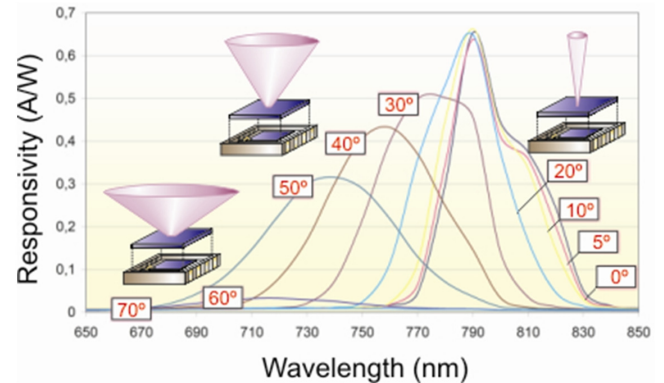 Responsivity (A/W)
0,7
0,6
0,5
0,4
0,3
0,2
0,1
0
30º
40º
50º
20º
10º
5º
0º
60º
70º
650 670 690 710 730 750 770 790 810 830 850
Wavelength (nm)